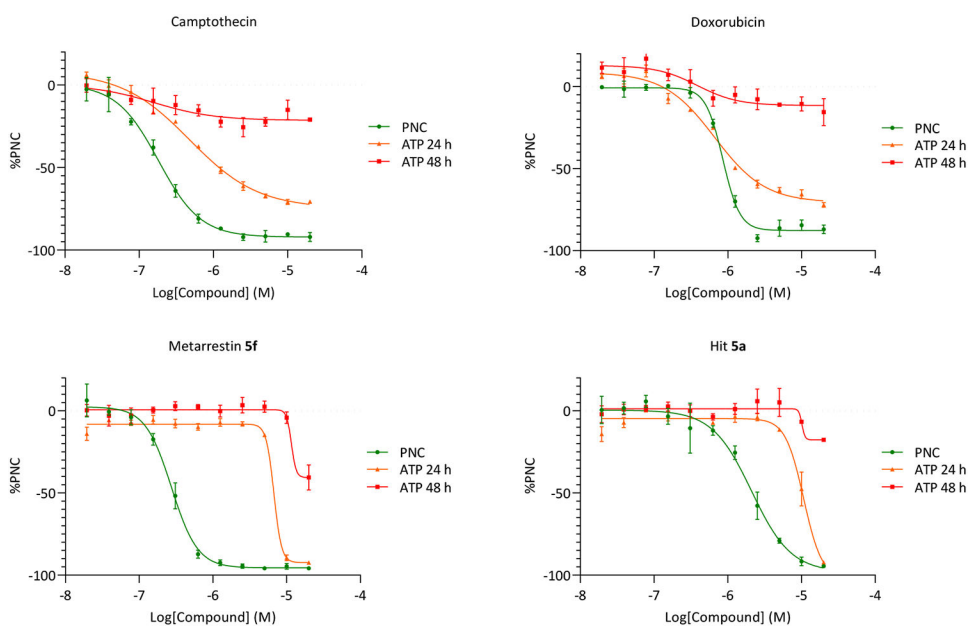 Camptothecin
0
-50
-100
%PNC
-8
-7
-6
-5
-4
Log[Compound] (M)
PNC
ATP 24 h
ATP 48 h
Doxorubicin
0
-50
-100
%PNC
-8
-7
-6
-5
-4
Log[Compound] (M)
PNC
ATP 24 h
ATP 48 h
Metarrestin 5f
0
-50
-100
%PNC
-8
-7
-6
-5
-4
Log[Compound] (M)
PNC
ATP 24 h
ATP 48 h
Hit 5a
0
-50
-100
%PNC
-8
-7
-6
-5
-4
Log[Compound] (M)
PNC
ATP 24 h
ATP 48 h